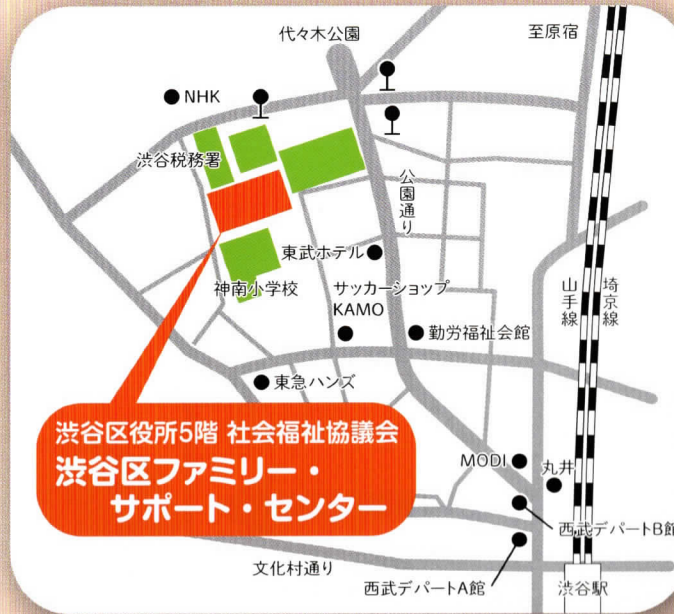 代々木公園
至原宿
NHK
渋谷税務署
公園通り
東武ホテル
神南小学校
サッカーショップ
KAMO
山手線
埼京線
勤労福祉会館
東急ハンズ
渋谷区役所5階 社会福祉協議会
渋谷区ファミリー・
サポート・センター
MODI
丸井
西武デパートB館
文化村通り
西武デパートA館
渋谷駅